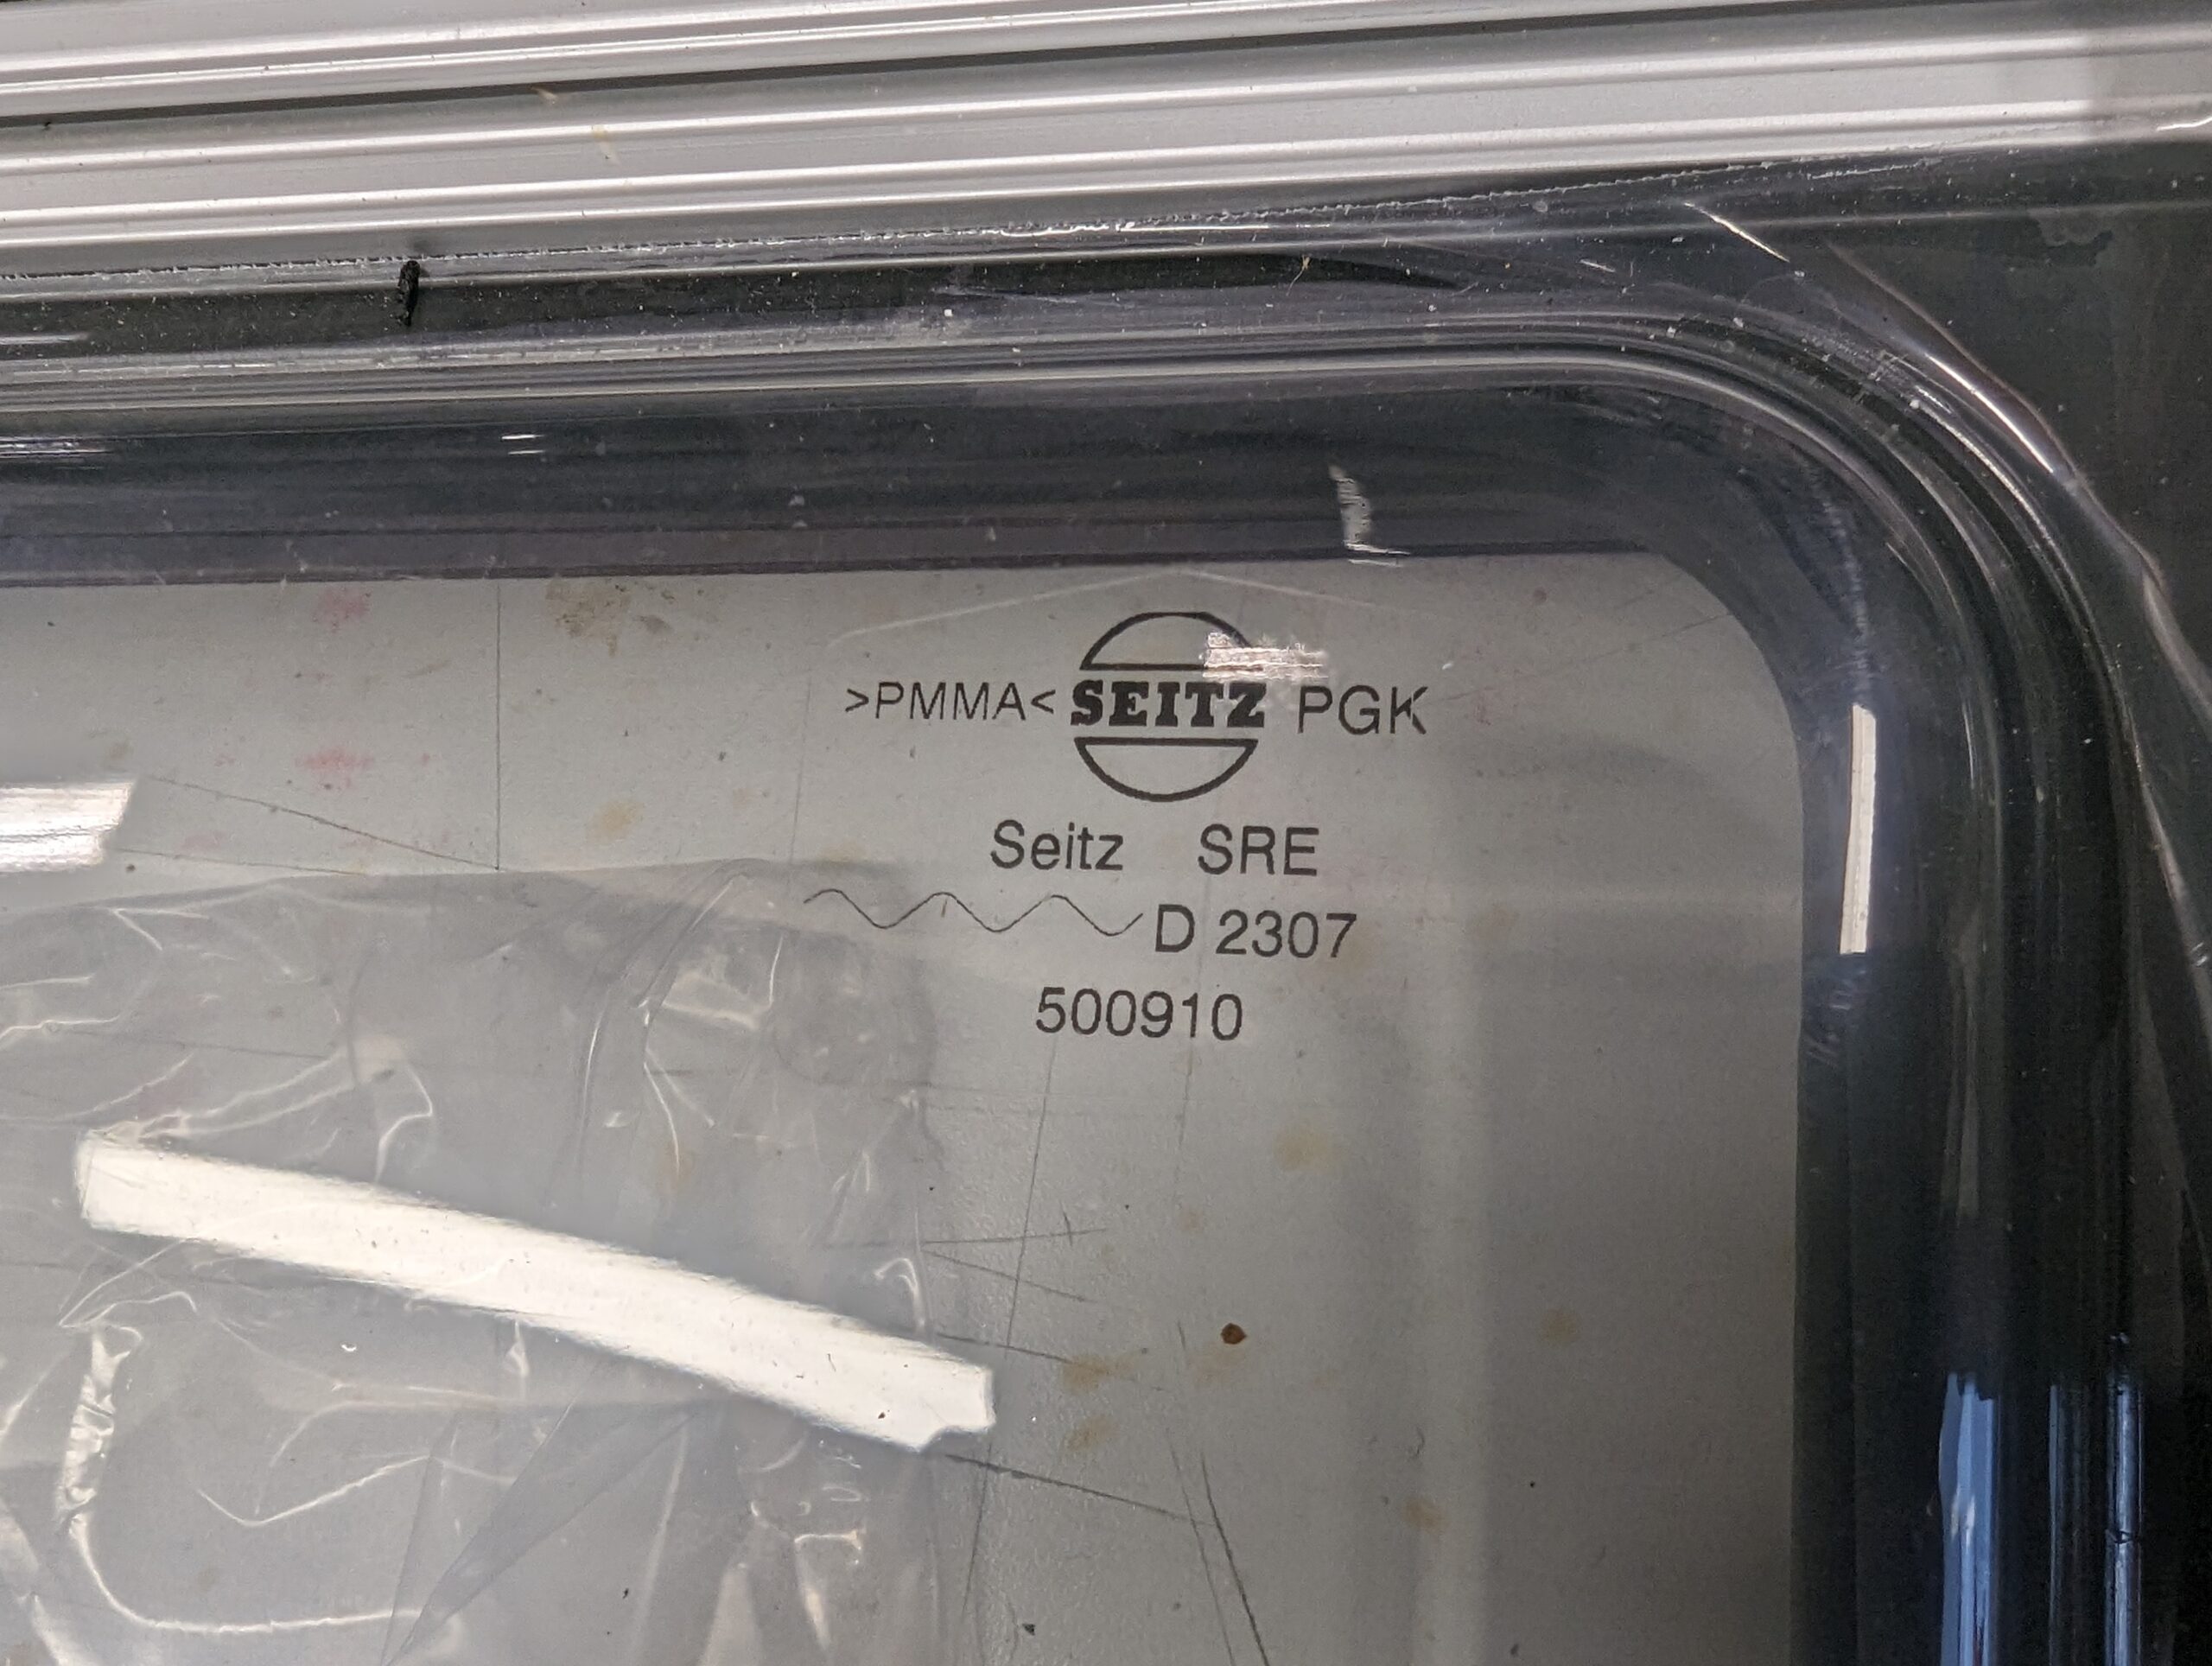 >PMMA< SEITZ PGK
Seitz SRE
D 2307
500910